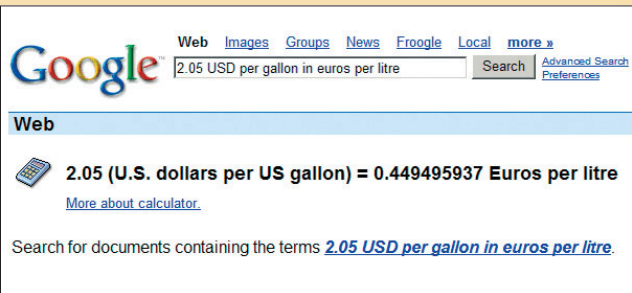 Web Images Groups News Froogle Local more »
Google™ 2.05 USD per gallon in euros per litre Search Advanced Search
Preferences
Web
2.05 (U.S. dollars per US gallon) = 0.449495937 Euros per litre
More about calculator.
Search for documents containing the terms 2.05 USD per gallon in euros per litre.